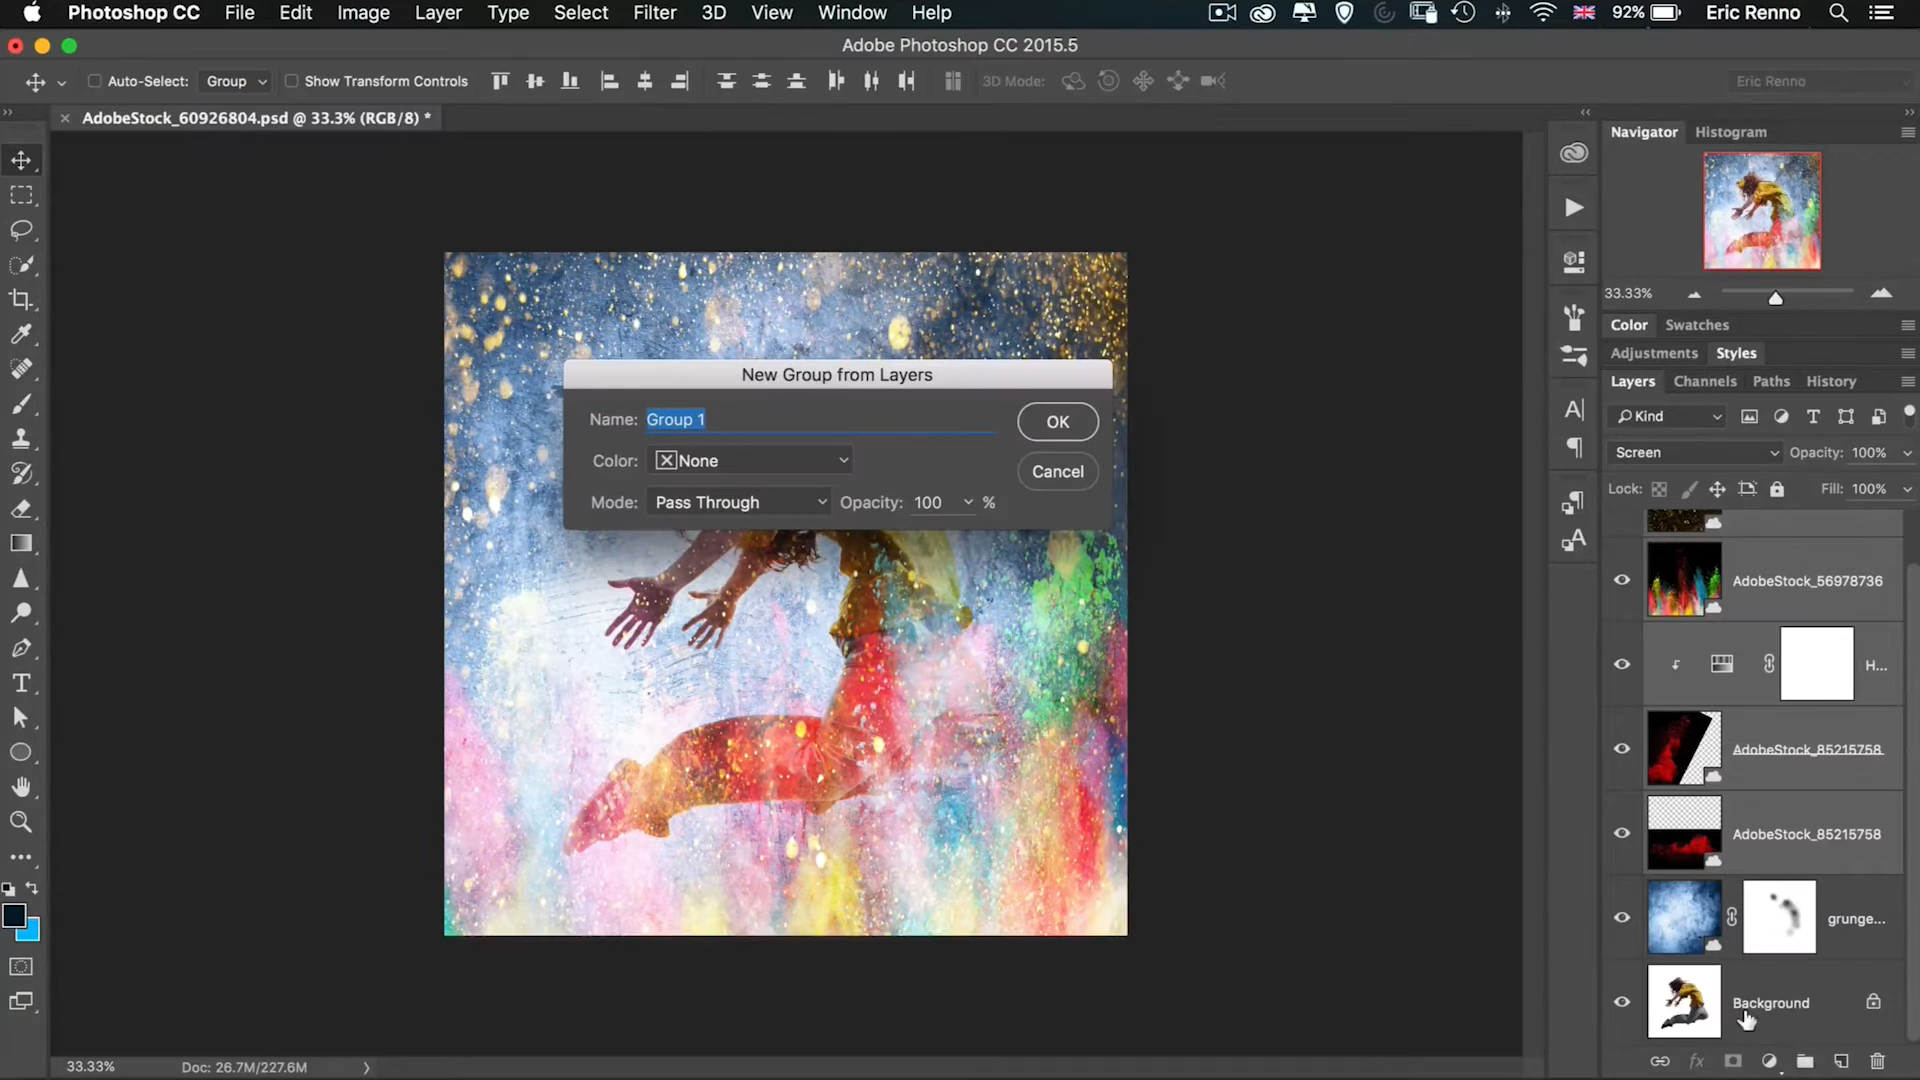 Photoshop CC File Edit Image Layer Type Select Filter 3D View Window Help 92% Eric Renno
Adobe Photoshop CC 2015.5
Auto-Select: Group Show Transform Controls 3D Mode: Eric Renno
AdobeStock_60926804.psd @ 33.3% (RGB/8) *
Navigator Histogram
33.33%
Color Swatches
Adjustments Styles
Layers Channels Paths History
Kind
Screen Opacity: 100%
Lock: Fill: 100%
New Group from Layers
Name: Group 1
OK
Color: None
Cancel
Mode: Pass Through Opacity: 100 %
AdobeStock_56978736
H...
AdobeStock_85215758
AdobeStock_85215758
grunge...
Background
33.33% Doc: 26.7M/227.6M